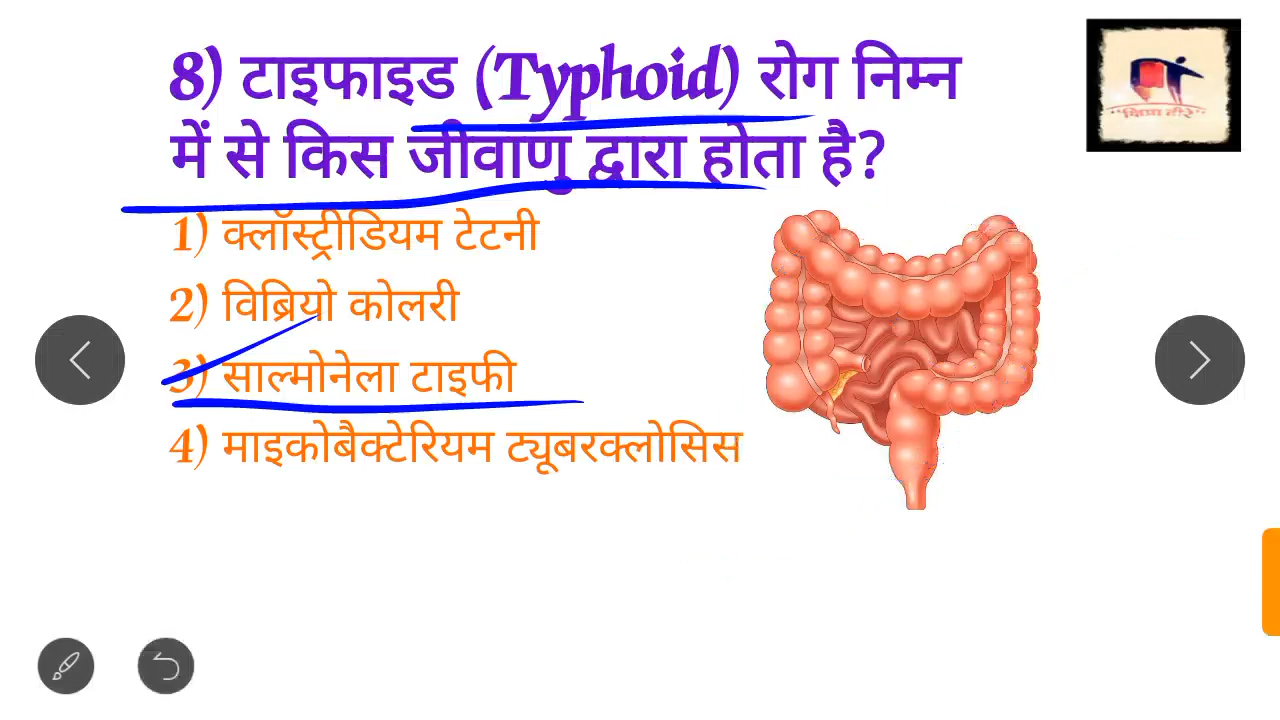 8) टाइफाइड (Typhoid) रोग निम्न
में से किस जीवाणु द्वारा होता है?
1) क्लॉस्ट्रीडियम टेटनी
2) विब्रियो कोलरी
3) साल्मोनेला टाइफी
4) माइकोबैक्टेरियम ट्यूबरक्लोसिस